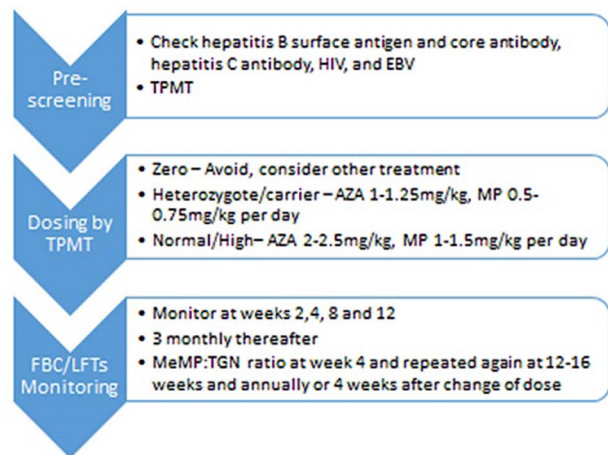 Pre-
screening
• Check hepatitis B surface antigen and core antibody,
hepatitis C antibody, HIV, and EBV
• TPMT
Dosing by
TPMT
• Zero – Avoid, consider other treatment
• Heterozygote/carrier – AZA 1-1.25mg/kg, MP 0.5-
0.75mg/kg per day
• Normal/High– AZA 2-2.5mg/kg, MP 1-1.5mg/kg per day
FBC/LFTs
Monitoring
• Monitor at weeks 2,4, 8 and 12
• 3 monthly thereafter
• MeMP:TGN ratio at week 4 and repeated again at 12-16
weeks and annually or 4 weeks after change of dose